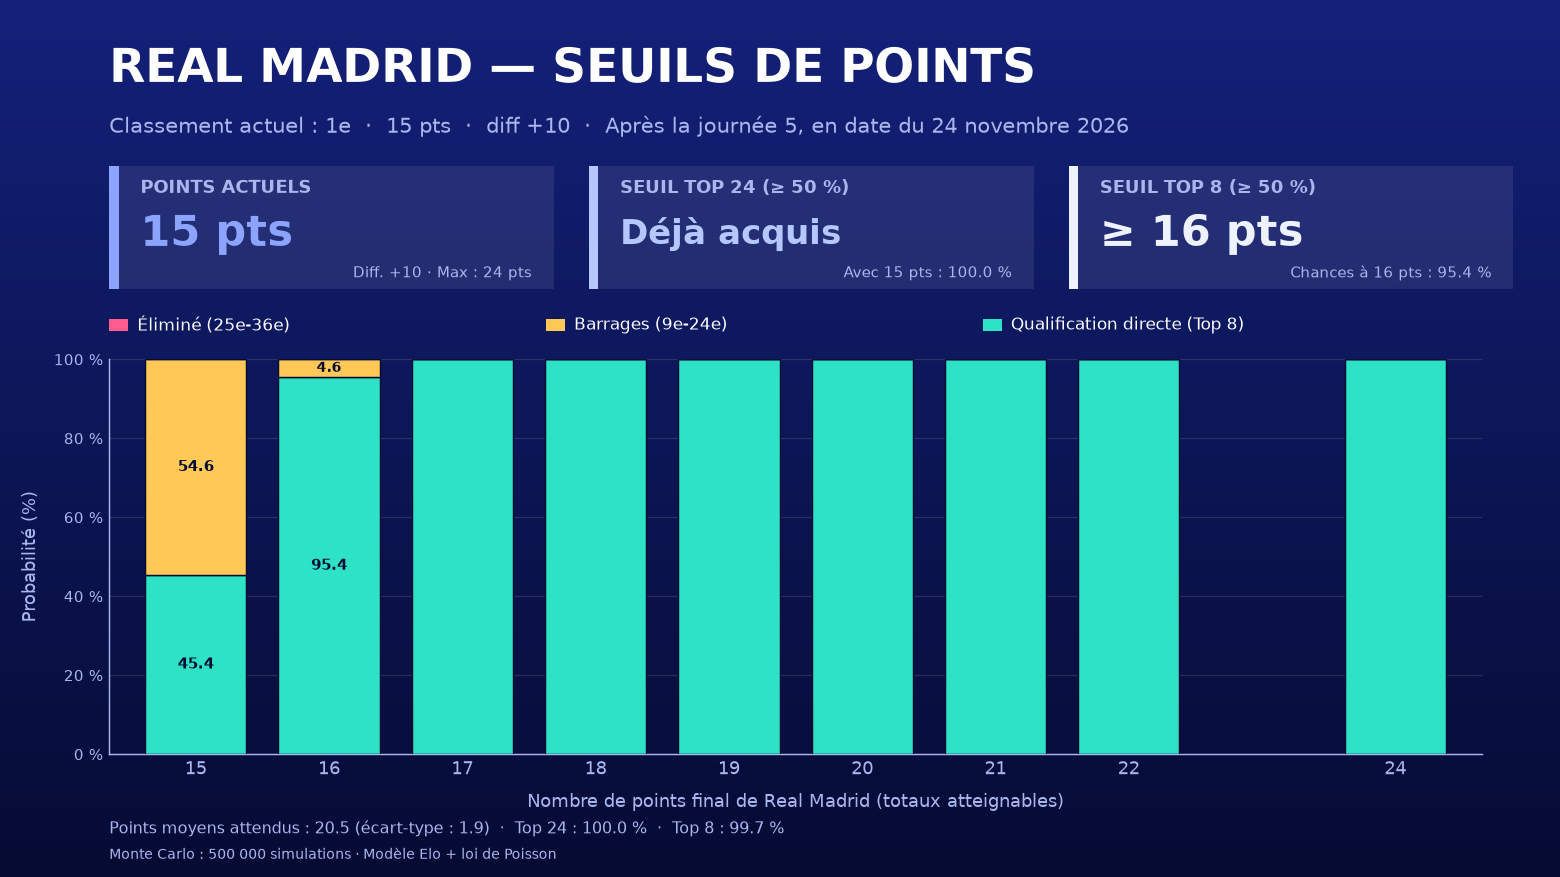 REAL MADRID — SEUILS DE POINTS
Classement actuel : 1e · 15 pts · diff +10 · Après la journée 5, en date du 24 novembre 2026
POINTS ACTUELS
15 pts
Diff. +10 · Max : 24 pts
SEUIL TOP 24 (≥ 50 %)
Déjà acquis
Avec 15 pts : 100.0 %
SEUIL TOP 8 (≥ 50 %)
≥ 16 pts
Chances à 16 pts : 95.4 %
Éliminé (25e-36e)
Barrages (9e-24e)
Qualification directe (Top 8)
Probabilité (%)
100 %
80 %
60 %
40 %
20 %
0 %
54.6
45.4
4.6
95.4
15 16 17 18 19 20 21 22 24
Nombre de points final de Real Madrid (totaux atteignables)
Points moyens attendus : 20.5 (écart-type : 1.9) · Top 24 : 100.0 % · Top 8 : 99.7 %
Monte Carlo : 500 000 simulations · Modèle Elo + loi de Poisson